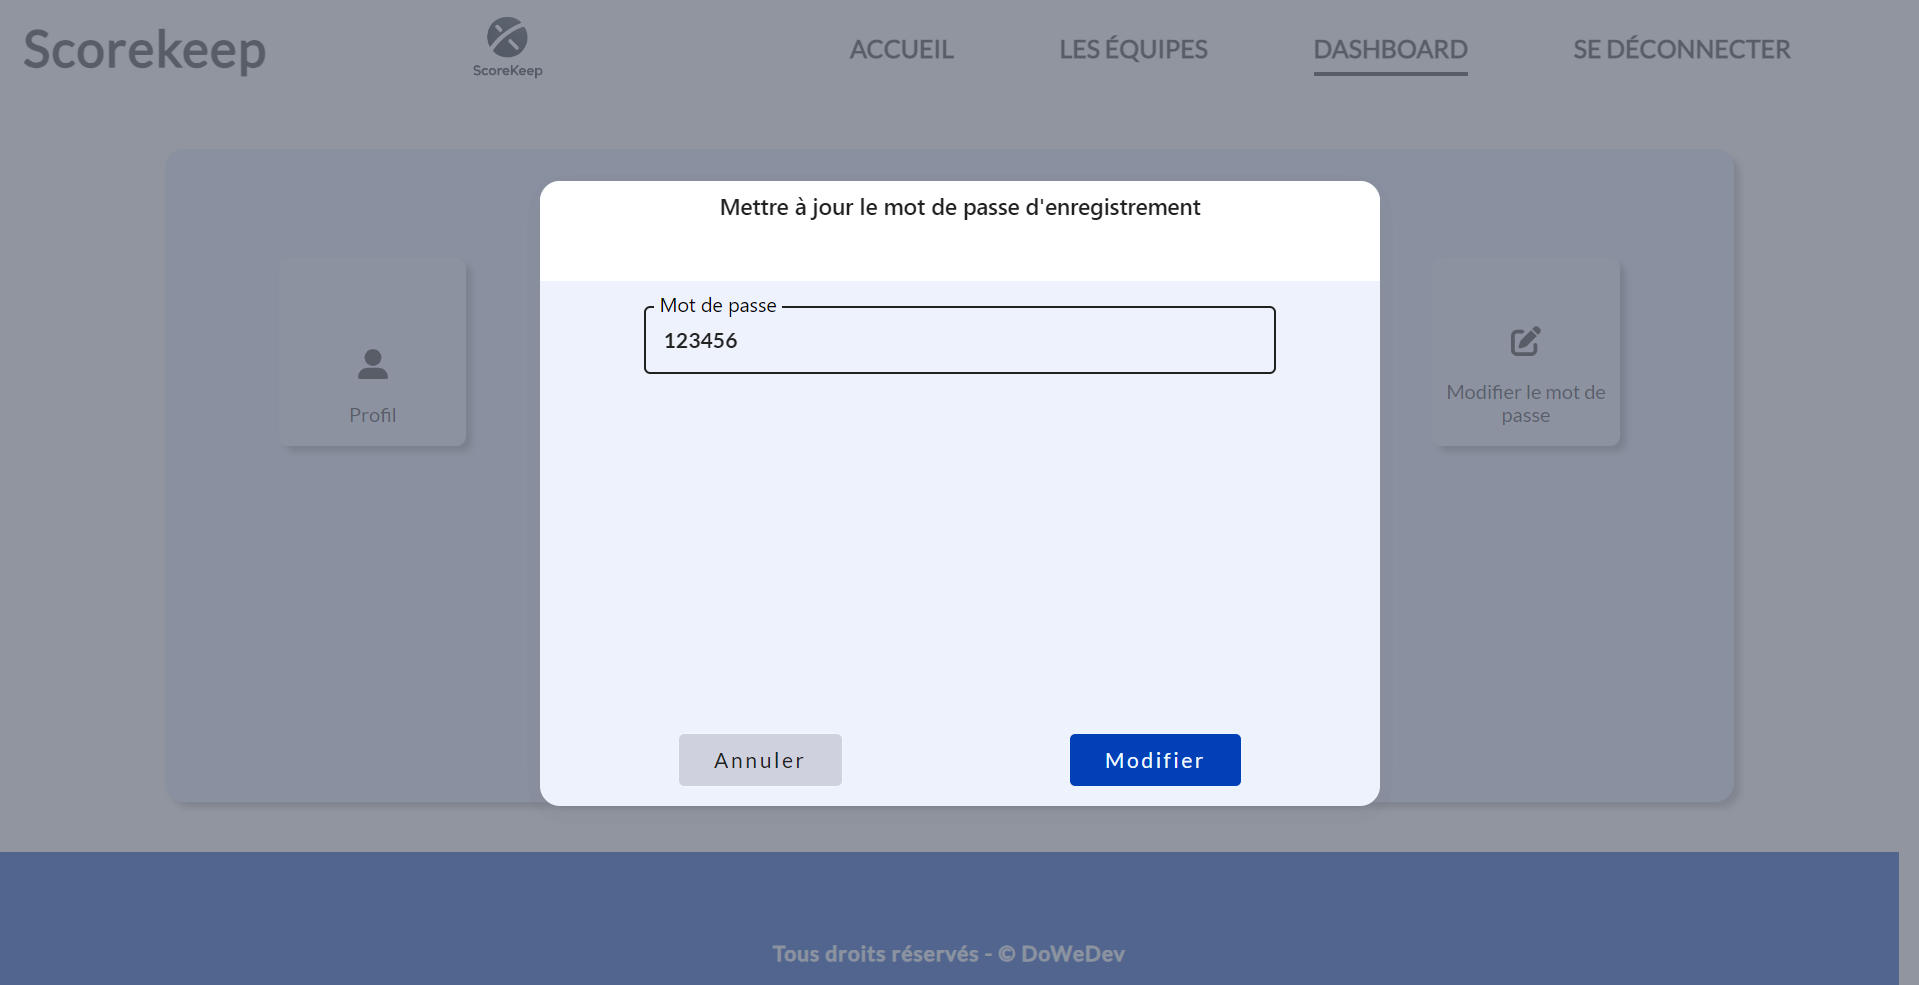 Scorekeep
ScoreKeep
ACCUEIL
LES ÉQUIPES
DASHBOARD
SE DÉCONNECTER
Mettre à jour le mot de passe d'enregistrement
Mot de passe
123456
Profil
Modifier le mot de
passe
Annuler
Modifier
Tous droits réservés - © DoWeDev